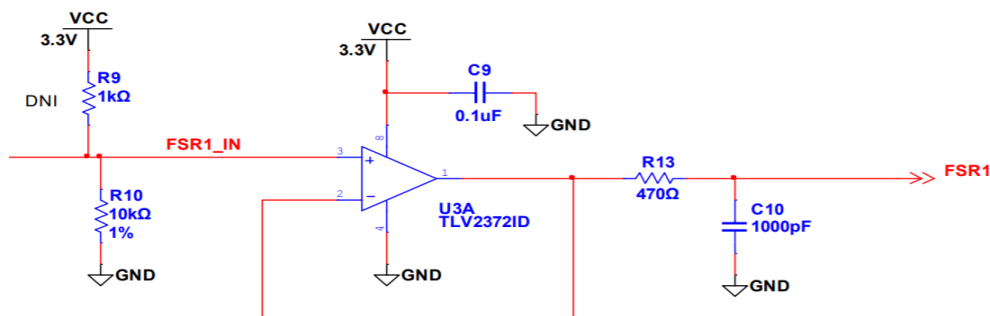 VCC
3.3V
R9
1kΩ
DNI
FSR1_IN
R10
10kΩ
1%
GND
VCC
3.3V
C9
0.1uF
GND
8
3
+
2
−
1
4
U3A
TLV2372ID
GND
R13
470Ω
FSR1
C10
1000pF
GND